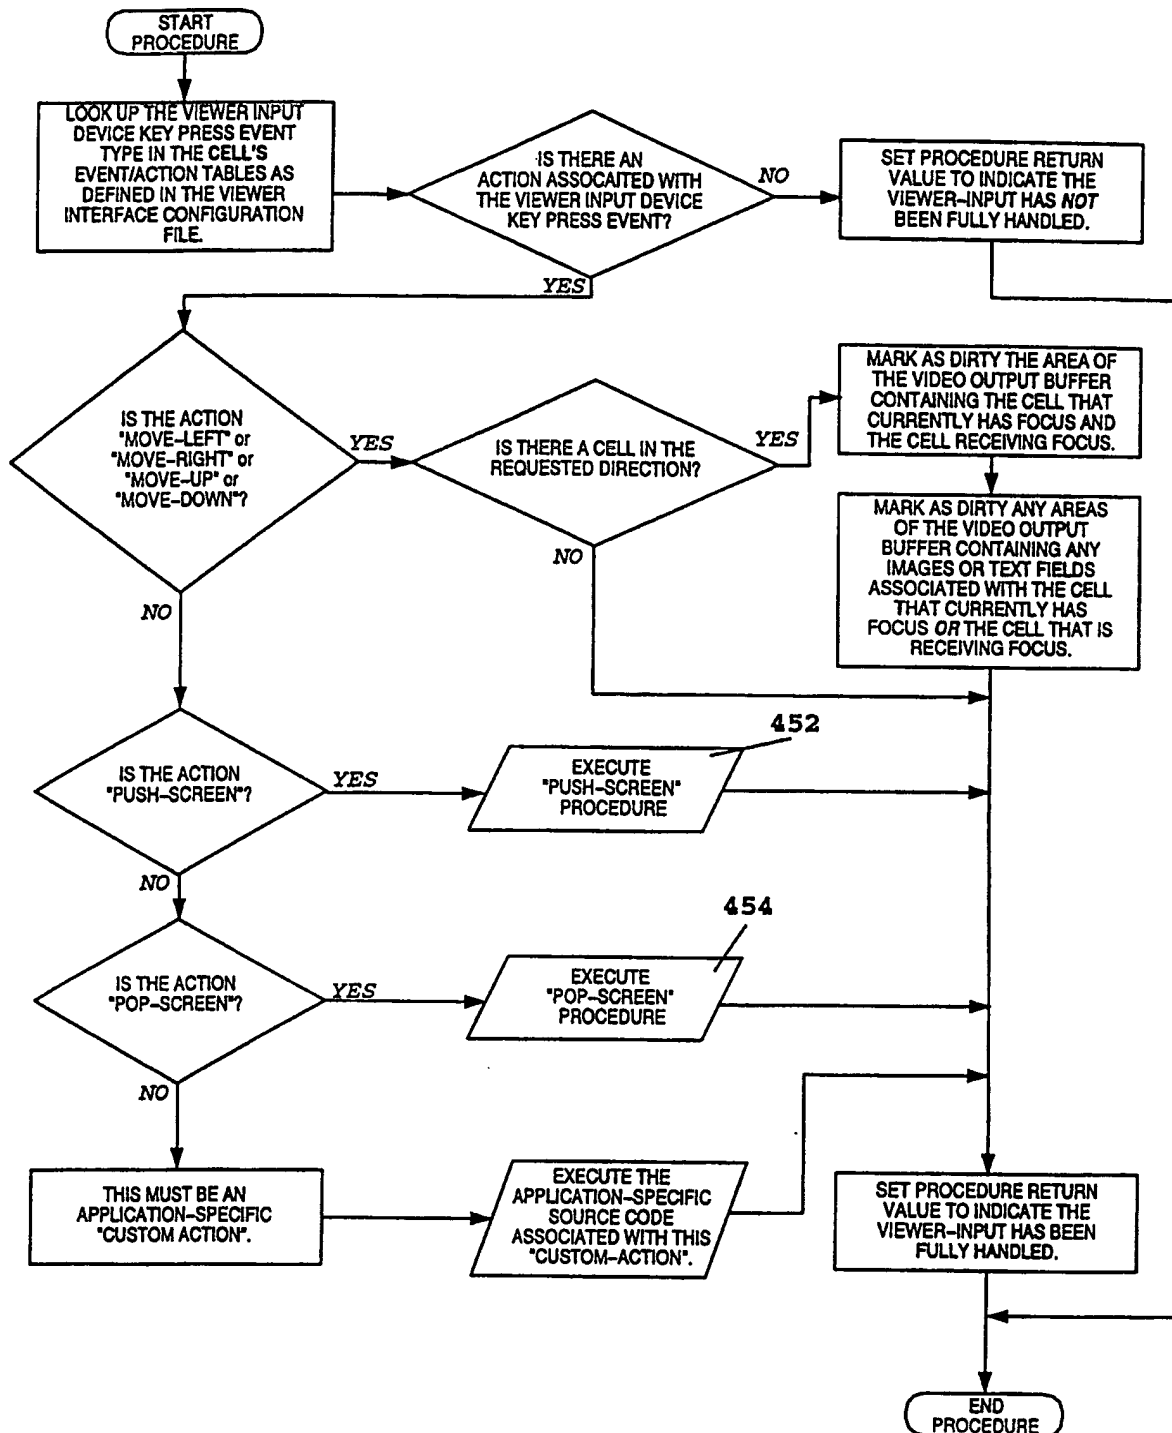 START
PROCEDURE
LOOK UP THE VIEWER INPUT
DEVICE KEY PRESS EVENT
TYPE IN THE CELL'S
EVENT/ACTION TABLES AS
DEFINED IN THE VIEWER
INTERFACE CONFIGURATION
FILE.
IS THERE AN
ACTION ASSOCAITED WITH
THE VIEWER INPUT DEVICE
KEY PRESS EVENT?
NO
SET PROCEDURE RETURN
VALUE TO INDICATE THE
VIEWER–INPUT HAS NOT
BEEN FULLY HANDLED.
YES
IS THE ACTION
"MOVE–LEFT" or
"MOVE–RIGHT" or
"MOVE–UP" or
"MOVE–DOWN"?
YES
IS THERE A CELL IN THE
REQUESTED DIRECTION?
YES
MARK AS DIRTY THE AREA OF
THE VIDEO OUTPUT BUFFER
CONTAINING THE CELL THAT
CURRENTLY HAS FOCUS AND
THE CELL RECEIVING FOCUS.
MARK AS DIRTY ANY AREAS
OF THE VIDEO OUTPUT
BUFFER CONTAINING ANY
IMAGES OR TEXT FIELDS
ASSOCIATED WITH THE CELL
THAT CURRENTLY HAS
FOCUS OR THE CELL THAT IS
RECEIVING FOCUS.
NO
NO
IS THE ACTION
"PUSH–SCREEN"?
YES
EXECUTE
"PUSH–SCREEN"
PROCEDURE
452
NO
IS THE ACTION
"POP–SCREEN"?
YES
EXECUTE
"POP–SCREEN"
PROCEDURE
454
NO
THIS MUST BE AN
APPLICATION–SPECIFIC
"CUSTOM ACTION".
EXECUTE THE
APPLICATION–SPECIFIC
SOURCE CODE
ASSOCIATED WITH THIS
"CUSTOM–ACTION".
SET PROCEDURE RETURN
VALUE TO INDICATE THE
VIEWER–INPUT HAS BEEN
FULLY HANDLED.
END
PROCEDURE